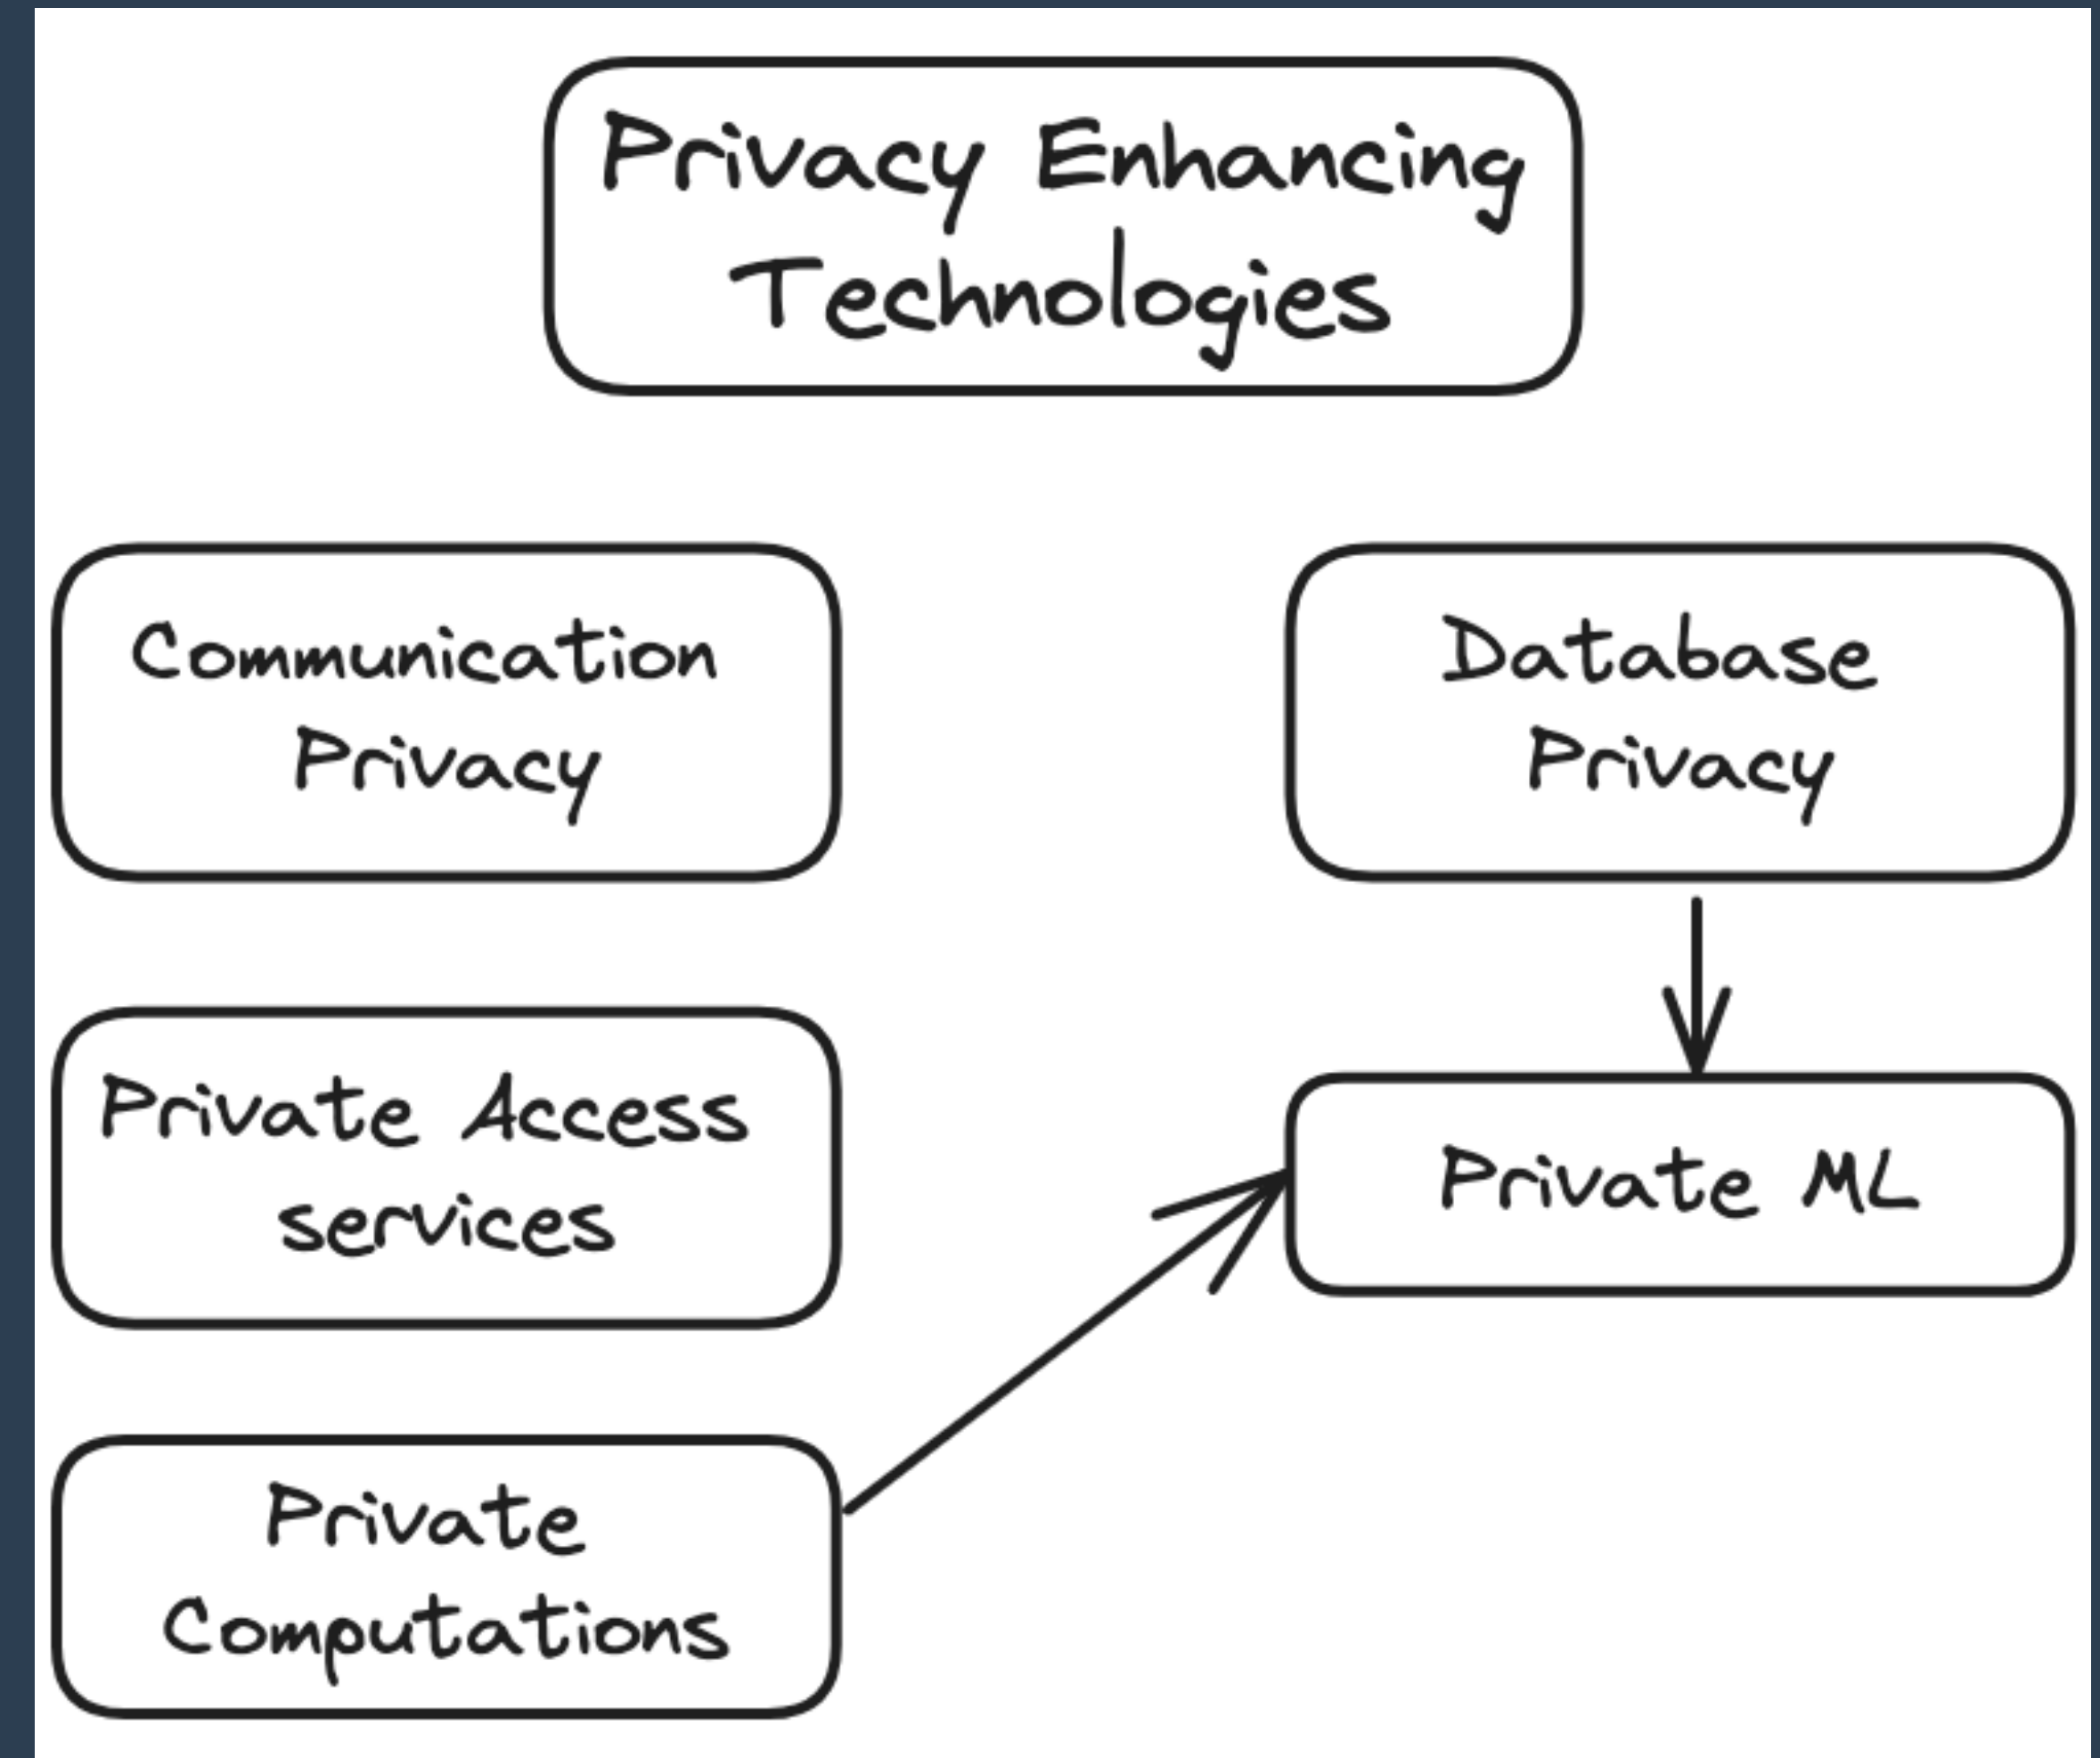 Privacy Enhancing
Technologies
Communication
Privacy
Database
Privacy
Private Access
services
Private ML
Private
Computations